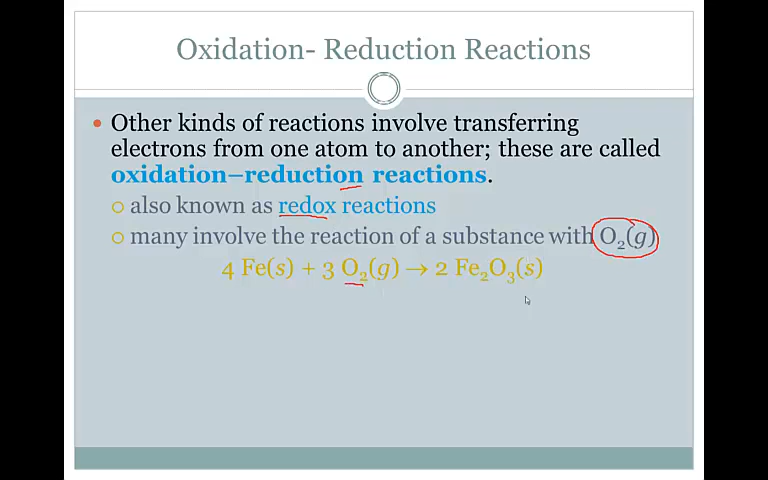 Oxidation- Reduction Reactions
• Other kinds of reactions involve transferring
electrons from one atom to another; these are called
oxidation–reduction reactions.
○ also known as redox reactions
○ many involve the reaction of a substance with O₂(g)
4 Fe(s) + 3 O₂(g) → 2 Fe₂O₃(s)